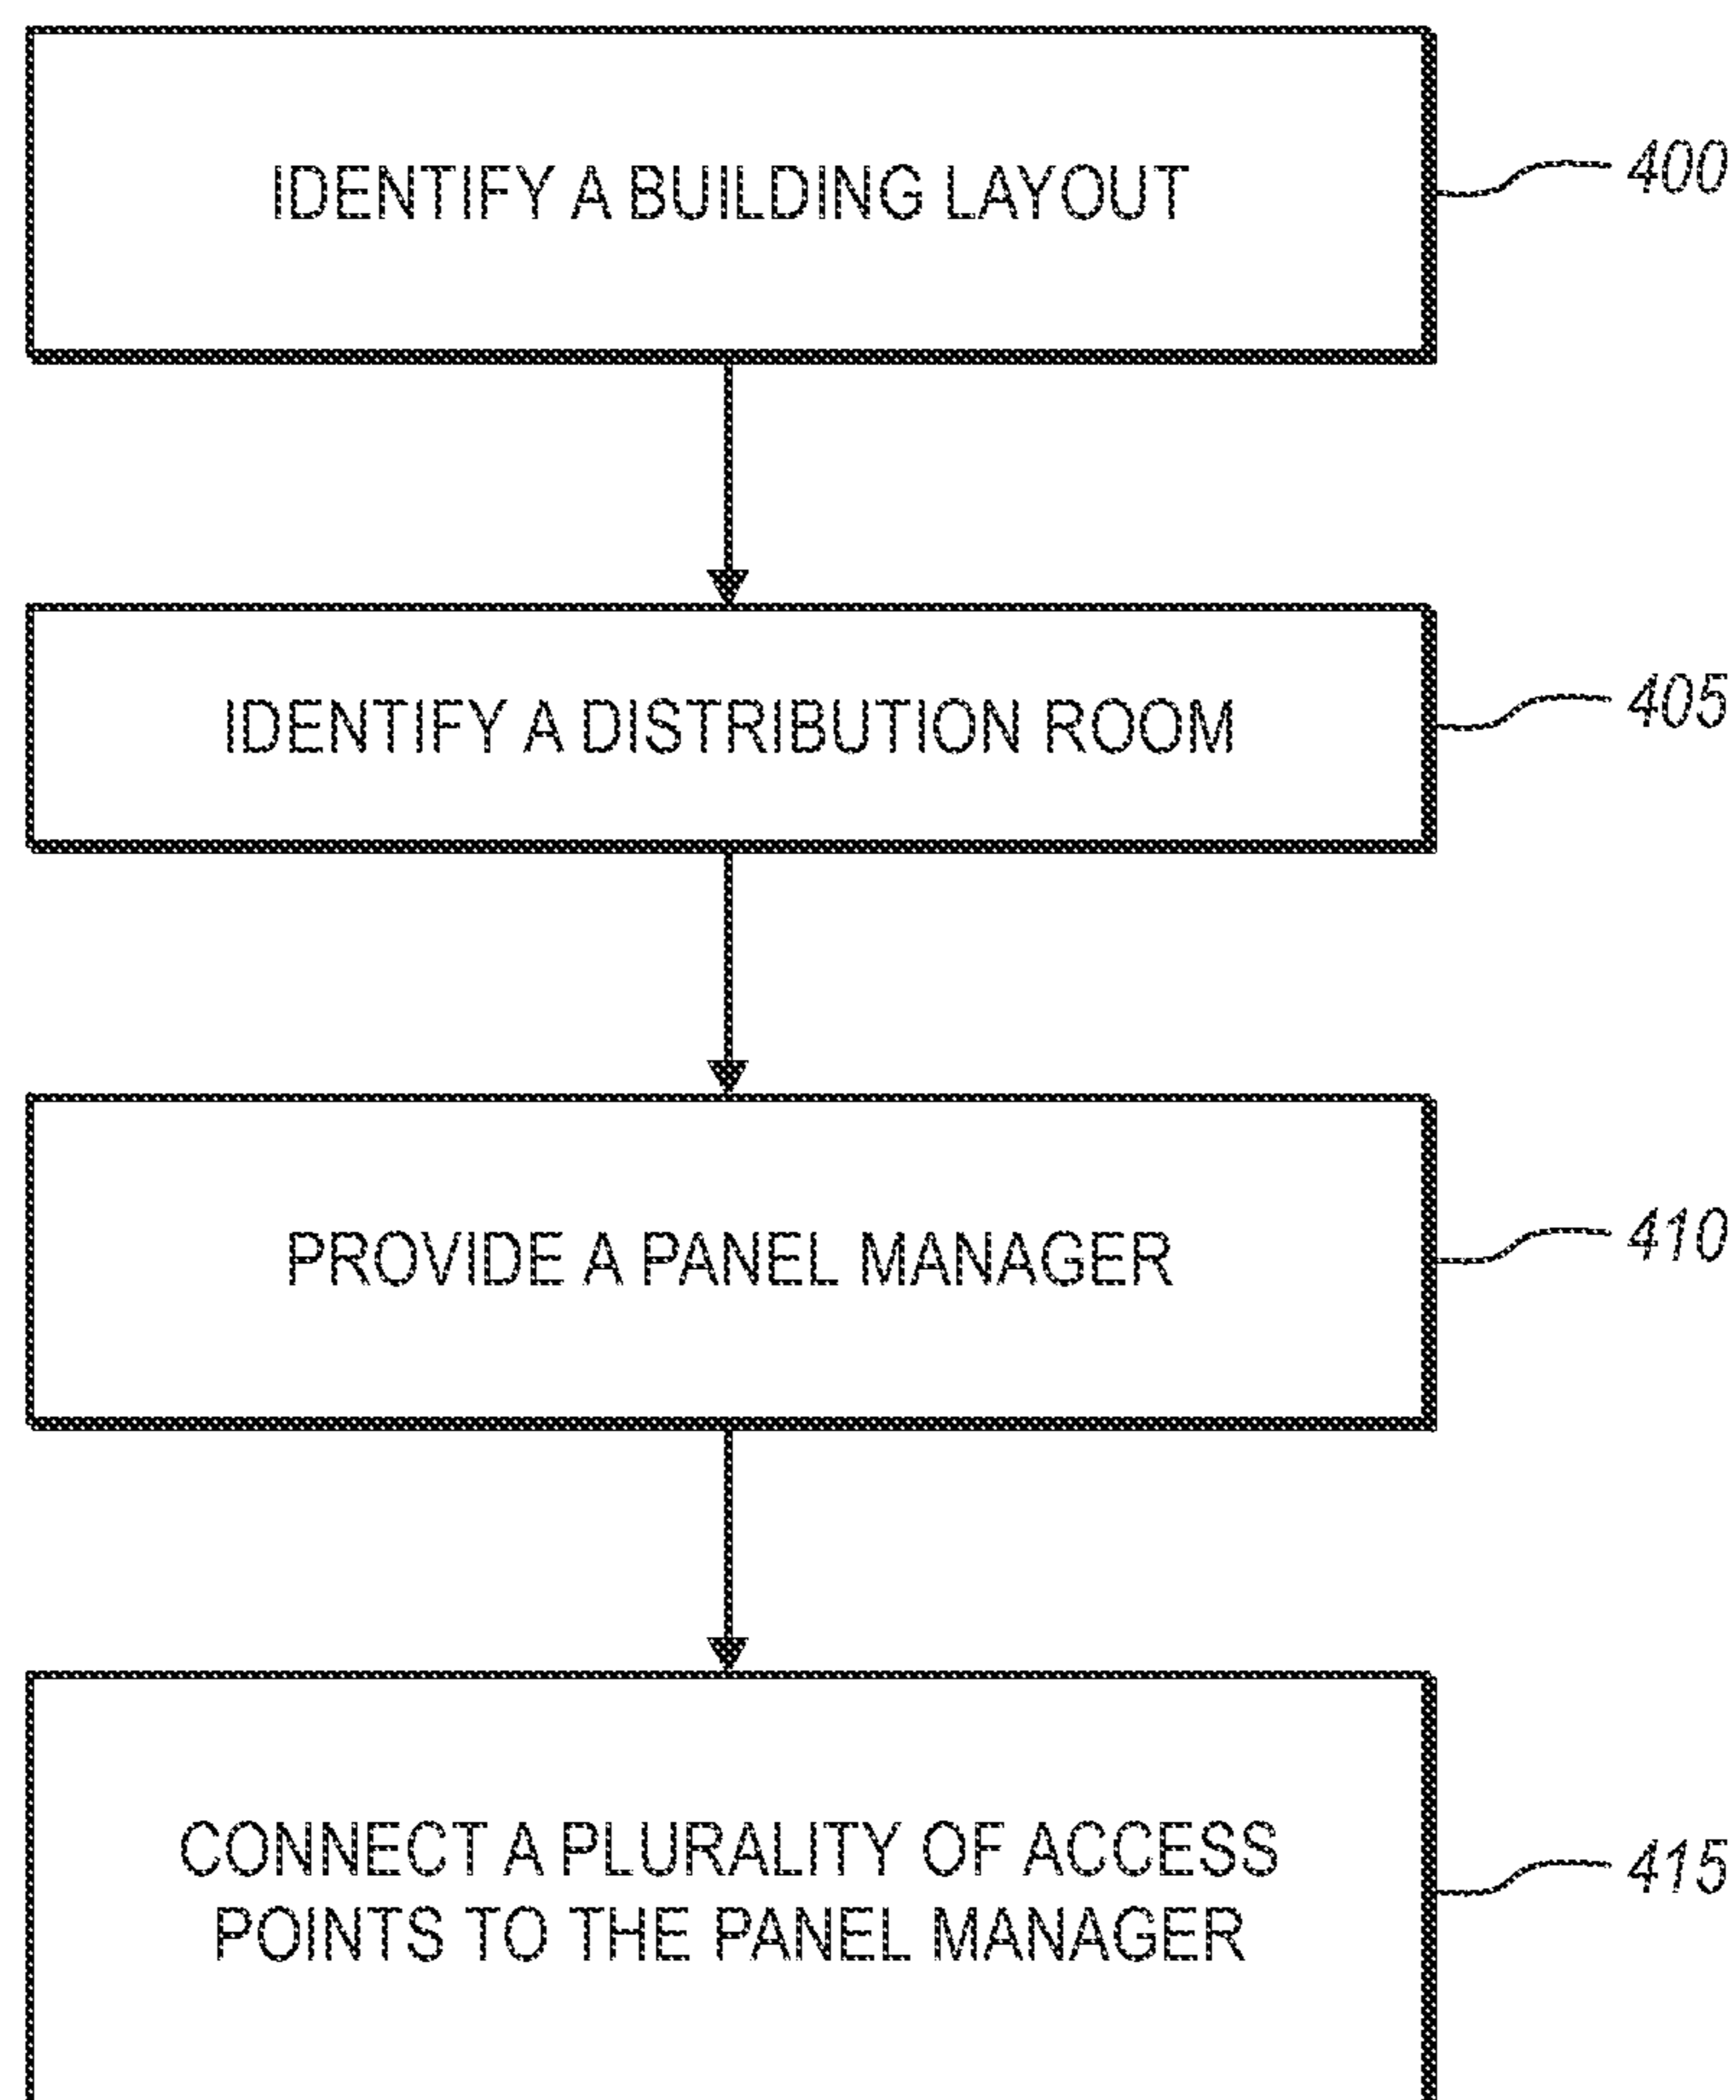 IDENTIFY A BUILDING LAYOUT
400
IDENTIFY A DISTRIBUTION ROOM
405
PROVIDE A PANEL MANAGER
410
CONNECT A PLURALITY OF ACCESS
POINTS TO THE PANEL MANAGER
415